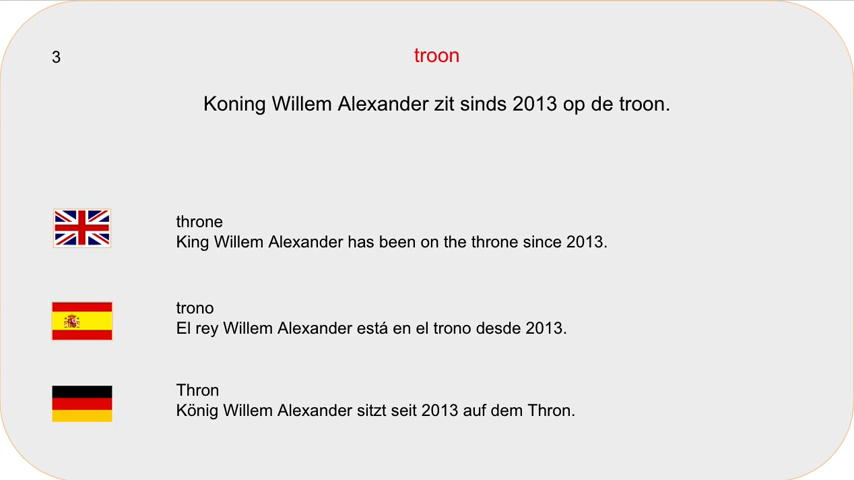 3
troon
Koning Willem Alexander zit sinds 2013 op de troon.
throne
King Willem Alexander has been on the throne since 2013.
trono
El rey Willem Alexander está en el trono desde 2013.
Thron
König Willem Alexander sitzt seit 2013 auf dem Thron.